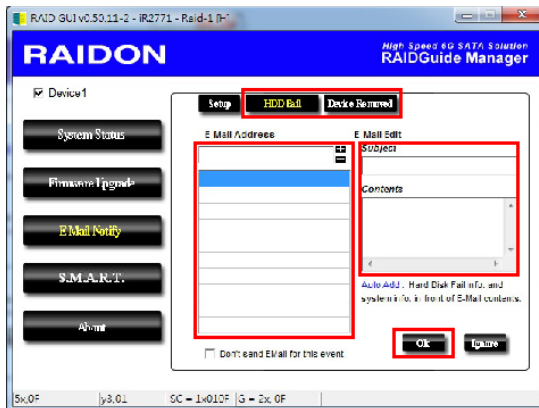 RAID GUI v0.50.11-2 - iR2771 - Raid-1 [H]
RAIDON
High Speed 6G SATA Solution
RAIDGuide Manager
Device1
Setup
HDD Fail
Device Removed
System Status
Firmware Upgrade
E Mail Notify
S.M.A.R.T.
About
E Mail Address
E Mail Edit
Subject
Contents
Auto Add : Hard Disk Fail info. and
system info. in front of E-Mail contents.
Don't send EMail for this event
Ok
Ignore
5x,0F
y3,01
SC = 1x010F
G = 2x, 0F